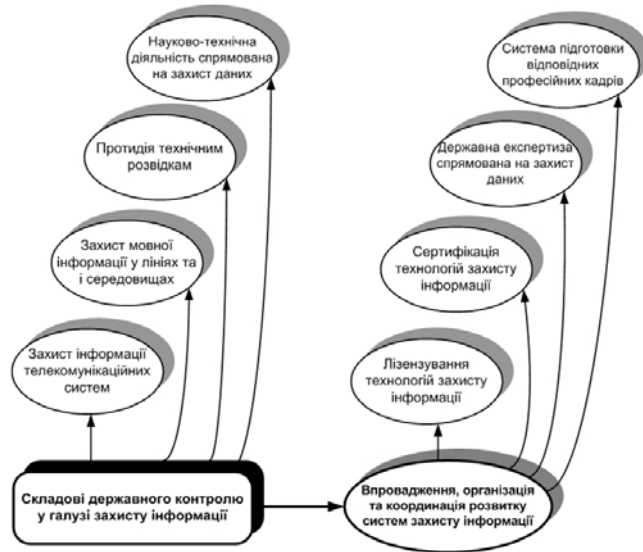 Науково-технічна
діяльність спрямована
на захист даних
Протидія технічним
розвідкам
Захист мовної
інформації у лініях та
і середовищах
Захист інформації
телекомунікаційних
систем
Складові державного контролю
у галузі захисту інформації
Система підготовки
відповідних
професійних кадрів
Державна експертиза
спрямована на захист
даних
Сертифікація
технологій захисту
інформації
Лізензування
технологій захисту
інформації
Впровадження, організація
та координація розвитку
систем захисту інформації